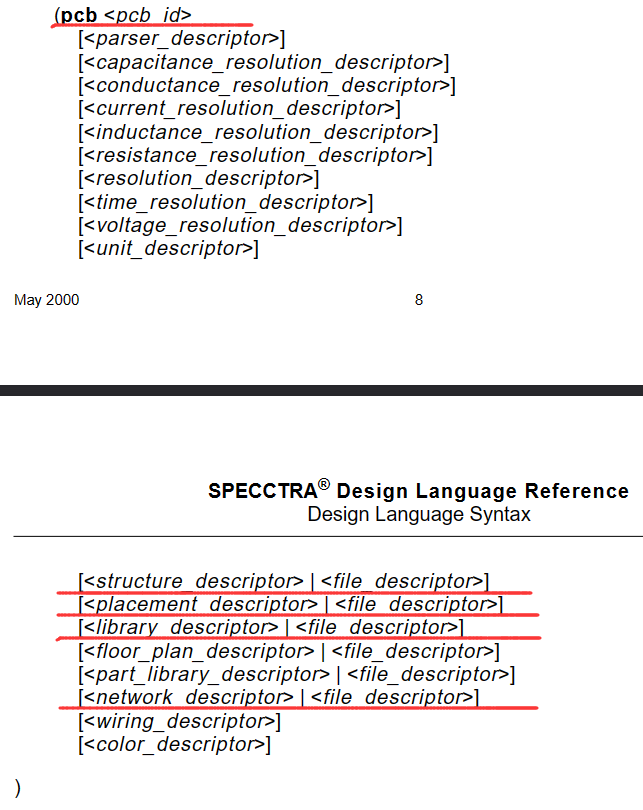 (pcb <pcb_id>
[<parser_descriptor>]
[<capacitance_resolution_descriptor>]
[<conductance_resolution_descriptor>]
[<current_resolution_descriptor>]
[<inductance_resolution_descriptor>]
[<resistance_resolution_descriptor>]
[<resolution_descriptor>]
[<time_resolution_descriptor>]
[<voltage_resolution_descriptor>]
[<unit_descriptor>]
May 2000 8
SPECCTRA® Design Language Reference
Design Language Syntax
[<structure_descriptor> | <file_descriptor>]
[<placement_descriptor> | <file_descriptor>]
[<library_descriptor> | <file_descriptor>]
[<floor_plan_descriptor> | <file_descriptor>]
[<part_library_descriptor> | <file_descriptor>]
[<network_descriptor> | <file_descriptor>]
[<wiring_descriptor>]
[<color_descriptor>]
)